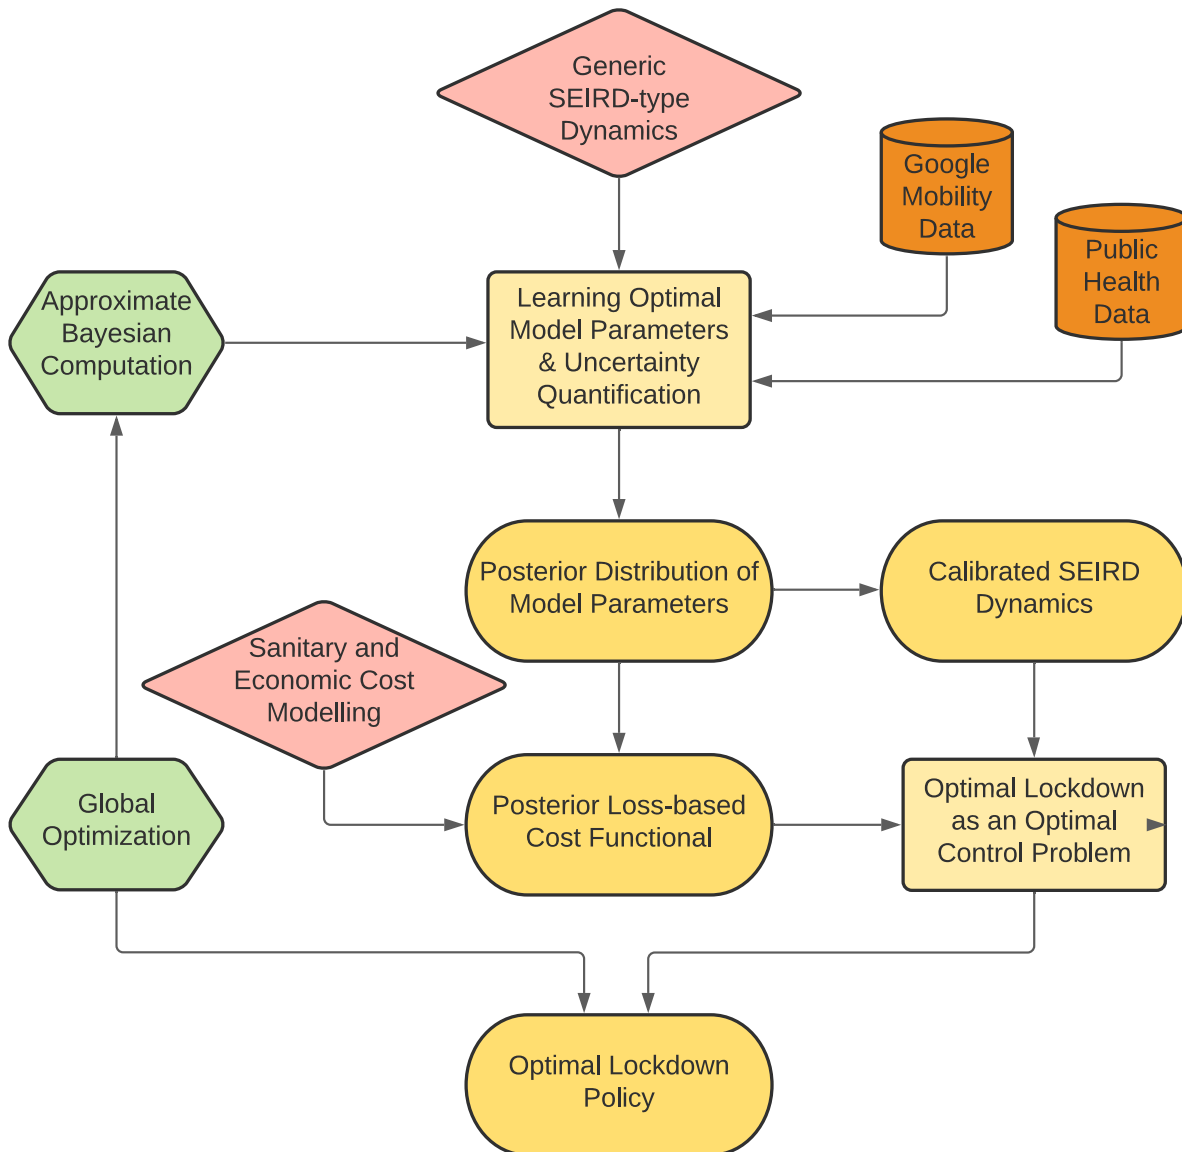 Generic
SEIRD-type
Dynamics
Google
Mobility
Data
Public
Health
Data
Approximate
Bayesian
Computation
Learning Optimal
Model Parameters
& Uncertainty
Quantification
Posterior Distribution of
Model Parameters
Calibrated SEIRD
Dynamics
Sanitary and
Economic Cost
Modelling
Global
Optimization
Posterior Loss-based
Cost Functional
Optimal Lockdown
as an Optimal
Control Problem
Optimal Lockdown
Policy